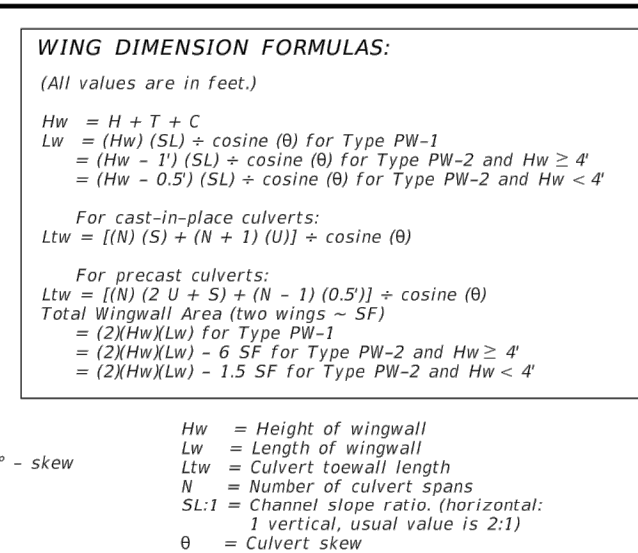 WING DIMENSION FORMULAS:
(All values are in feet.)
Hw = H + T + C
Lw = (Hw) (SL) ÷ cosine (θ) for Type PW-1
= (Hw - 1') (SL) ÷ cosine (θ) for Type PW-2 and Hw ≥ 4'
= (Hw - 0.5') (SL) ÷ cosine (θ) for Type PW-2 and Hw < 4'
For cast-in-place culverts:
Ltw = [(N) (S) + (N + 1) (U)] ÷ cosine (θ)
For precast culverts:
Ltw = [(N) (2 U + S) + (N - 1) (0.5')] ÷ cosine (θ)
Total Wingwall Area (two wings ~ SF)
= (2)(Hw)(Lw) for Type PW-1
= (2)(Hw)(Lw) - 6 SF for Type PW-2 and Hw ≥ 4'
= (2)(Hw)(Lw) - 1.5 SF for Type PW-2 and Hw < 4'
Hw = Height of wingwall
Lw = Length of wingwall
° - skew
Ltw = Culvert toewall length
N = Number of culvert spans
SL:1 = Channel slope ratio. (horizontal:
1 vertical, usual value is 2:1)
θ = Culvert skew